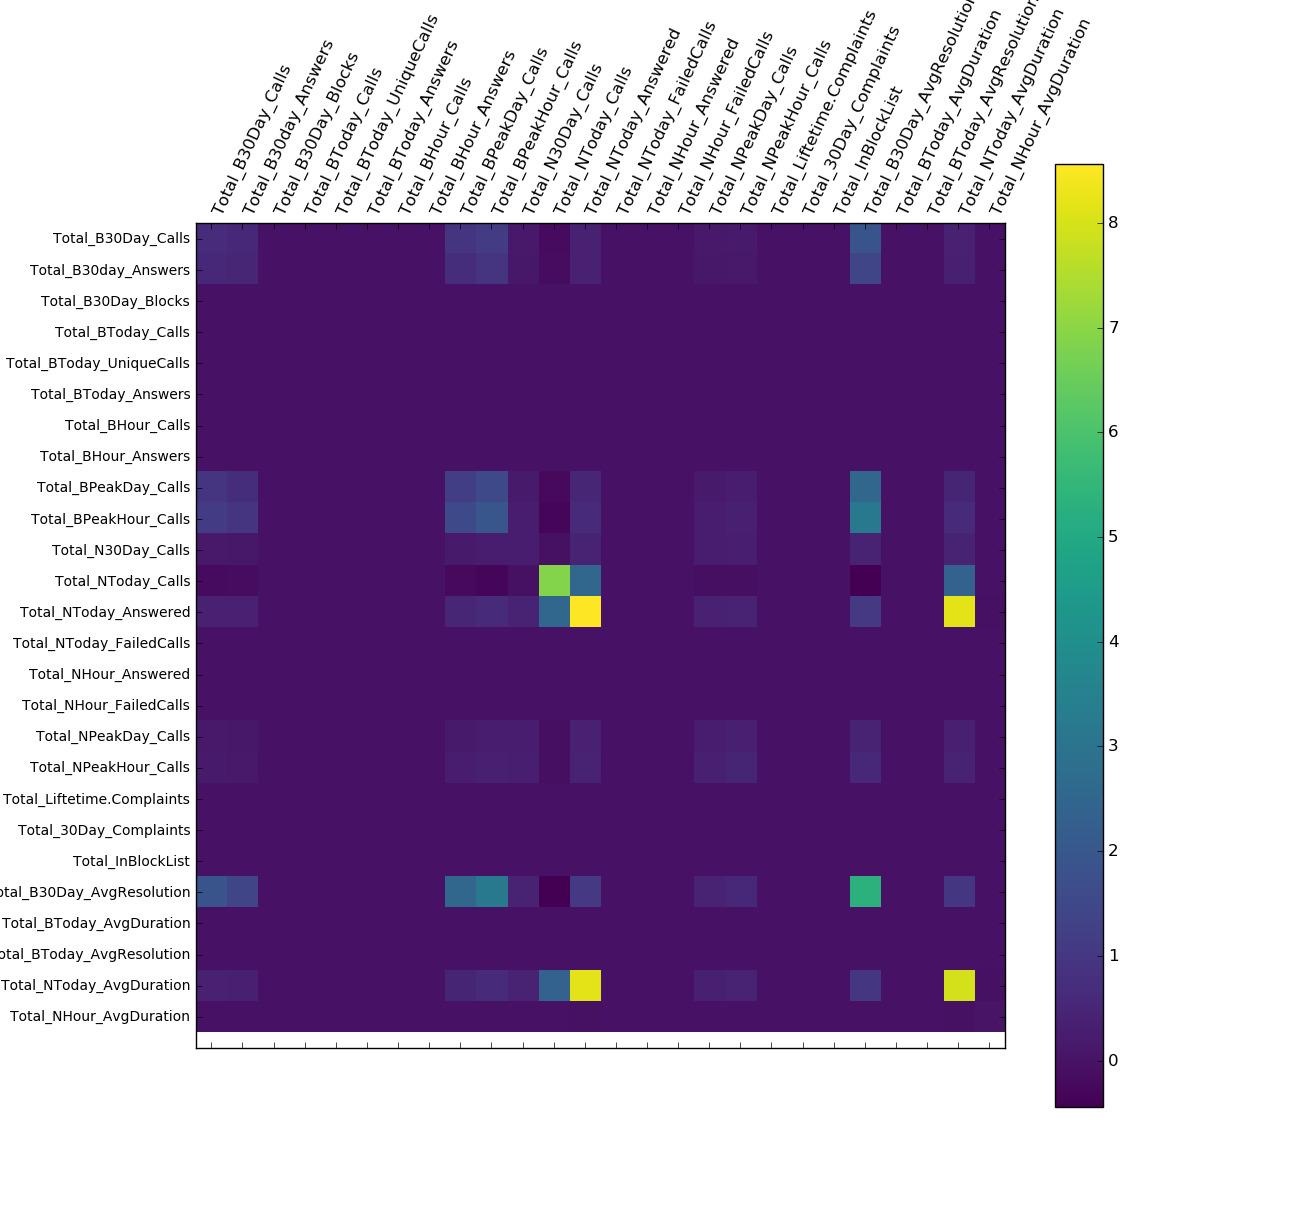 Total_B30Day_Calls
Total_B30day_Answers
Total_B30Day_Blocks
Total_BToday_Calls
Total_BToday_UniqueCalls
Total_BToday_Answers
Total_BHour_Calls
Total_BHour_Answers
Total_BPeakDay_Calls
Total_BPeakHour_Calls
Total_N30Day_Calls
Total_NToday_Calls
Total_NToday_Answered
Total_NToday_FailedCalls
Total_NHour_Answered
Total_NHour_FailedCalls
Total_NPeakDay_Calls
Total_NPeakHour_Calls
Total_Liftetime.Complaints
Total_30Day_Complaints
Total_InBlockList
Total_B30Day_AvgResolution
Total_BToday_AvgDuration
Total_BToday_AvgResolution
Total_NToday_AvgDuration
Total_NHour_AvgDuration
Total_B30Day_Calls
Total_B30day_Answers
Total_B30Day_Blocks
Total_BToday_Calls
Total_BToday_UniqueCalls
Total_BToday_Answers
Total_BHour_Calls
Total_BHour_Answers
Total_BPeakDay_Calls
Total_BPeakHour_Calls
Total_N30Day_Calls
Total_NToday_Calls
Total_NToday_Answered
Total_NToday_FailedCalls
Total_NHour_Answered
Total_NHour_FailedCalls
Total_NPeakDay_Calls
Total_NPeakHour_Calls
Total_Liftetime.Complaints
Total_30Day_Complaints
Total_InBlockList
otal_B30Day_AvgResolution
Total_BToday_AvgDuration
otal_BToday_AvgResolution
Total_NToday_AvgDuration
Total_NHour_AvgDuration
8
7
6
5
4
3
2
1
0